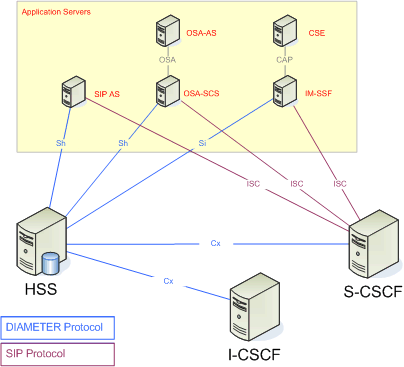 Application Servers
OSA-AS
CSE
OSA
CAP
SIP AS
OSA-SCS
IM-SSF
Sh
Sh
Si
ISC
ISC
ISC
Cx
HSS
Cx
S-CSCF
I-CSCF
DIAMETER Protocol
SIP Protocol